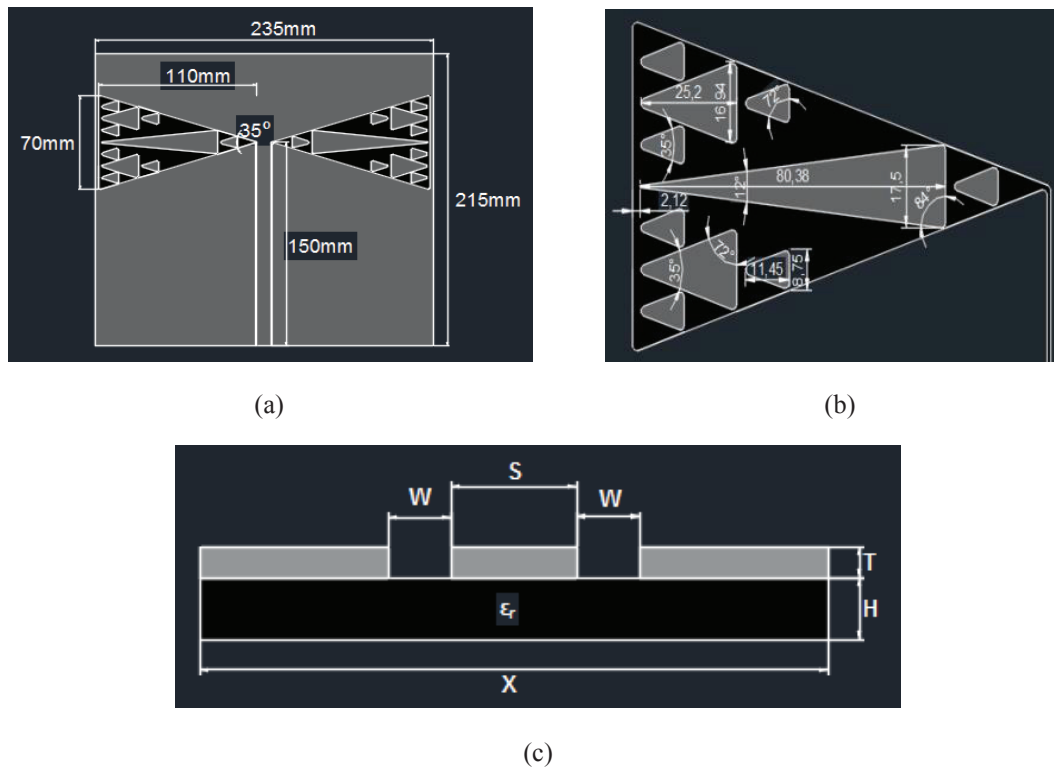 235mm
110mm
35°
70mm
215mm
150mm
(a)
25,2
16,94
72°
35°
12°
80,38
17,5
84°
2,12
72°
35°
11,45
8,75
(b)
S
W
W
T
εr
H
X
(c)